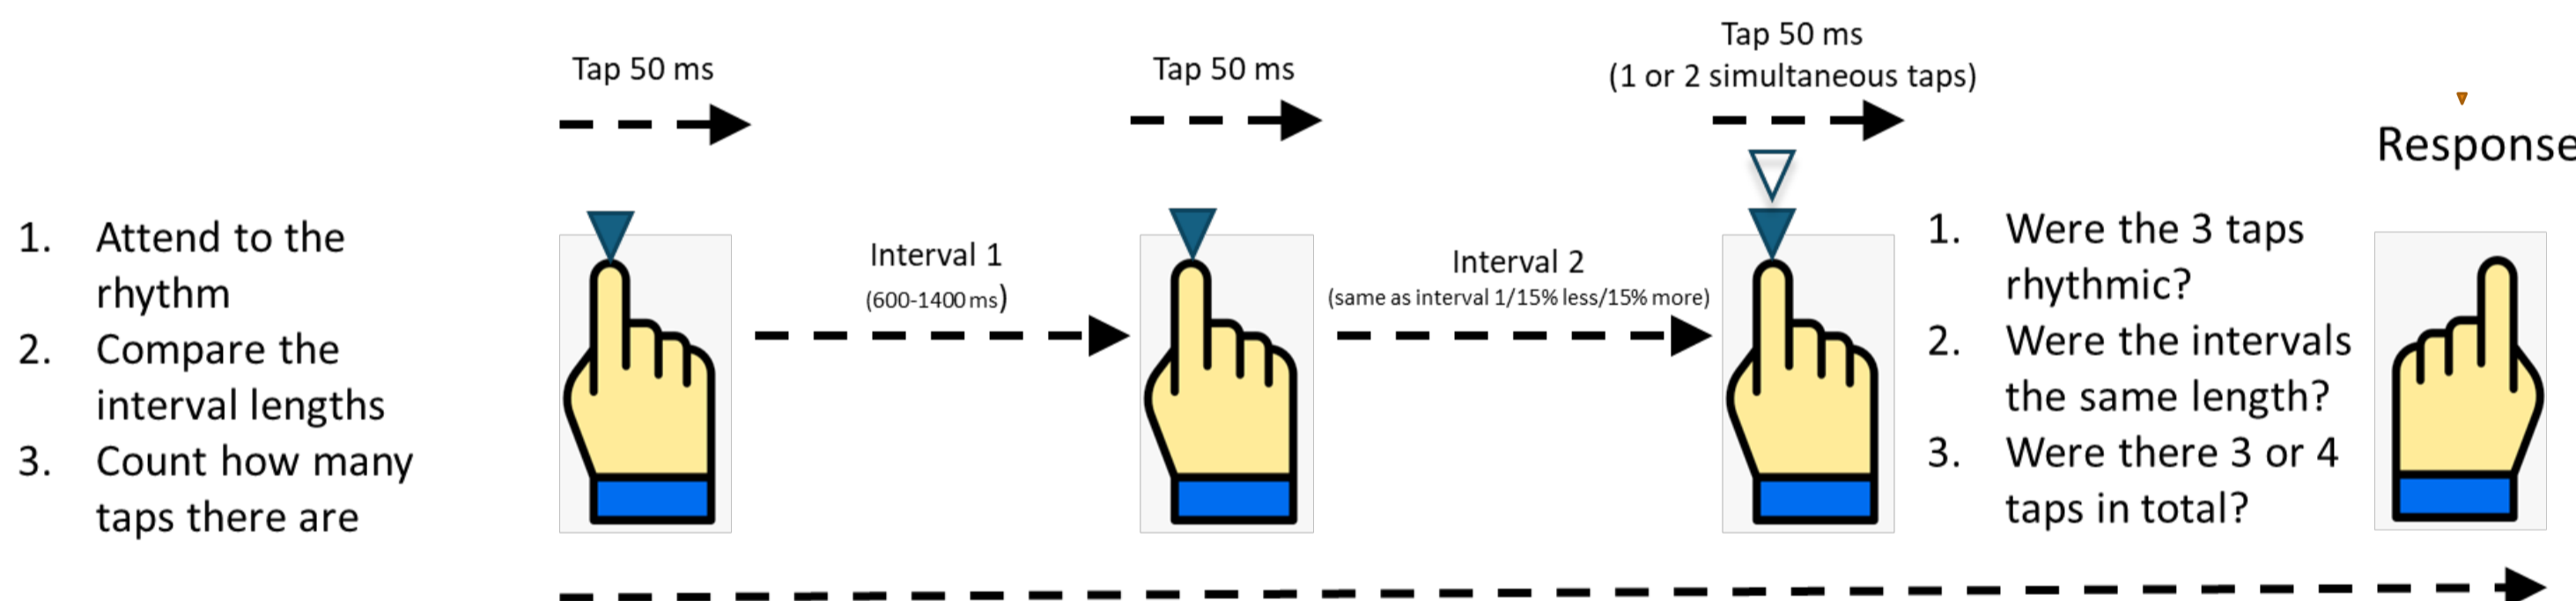 Tap 50 ms
Tap 50 ms
Tap 50 ms
(1 or 2 simultaneous taps)
Response
1. Attend to the
rhythm
2. Compare the
interval lengths
3. Count how many
taps there are
Interval 1
(600-1400 ms)
Interval 2
(same as interval 1/15% less/15% more)
1. Were the 3 taps
rhythmic?
2. Were the intervals
the same length?
3. Were there 3 or 4
taps in total?